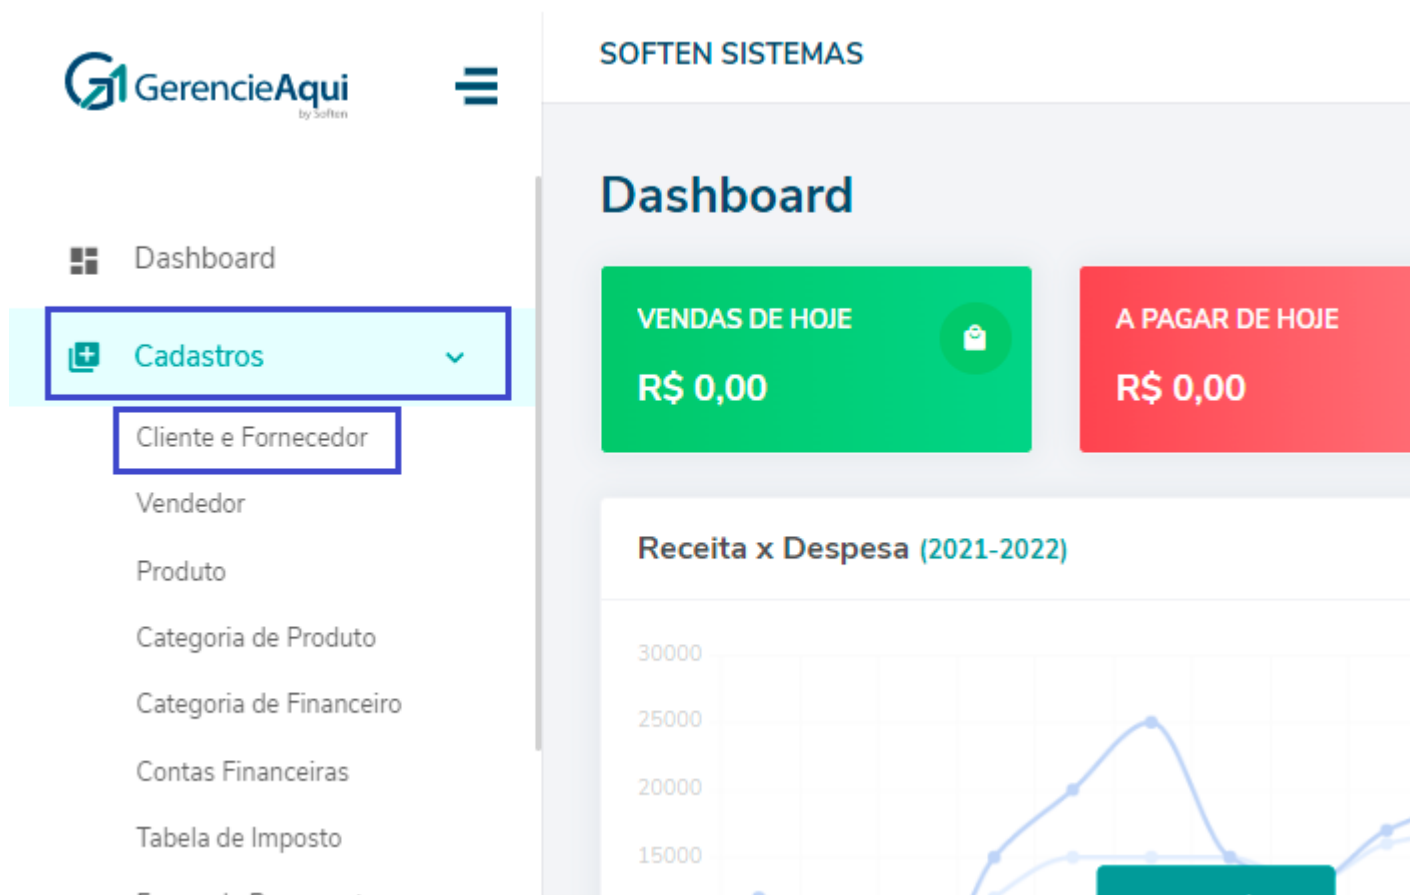 GerencieAqui
by Soften
SOFTEN SISTEMAS
Dashboard
Cadastros
Cliente e Fornecedor
Vendedor
Produto
Categoria de Produto
Categoria de Financeiro
Contas Financeiras
Tabela de Imposto
Dashboard
VENDAS DE HOJE
R$ 0,00
A PAGAR DE HOJE
R$ 0,00
Receita x Despesa (2021-2022)
30000
25000
20000
15000